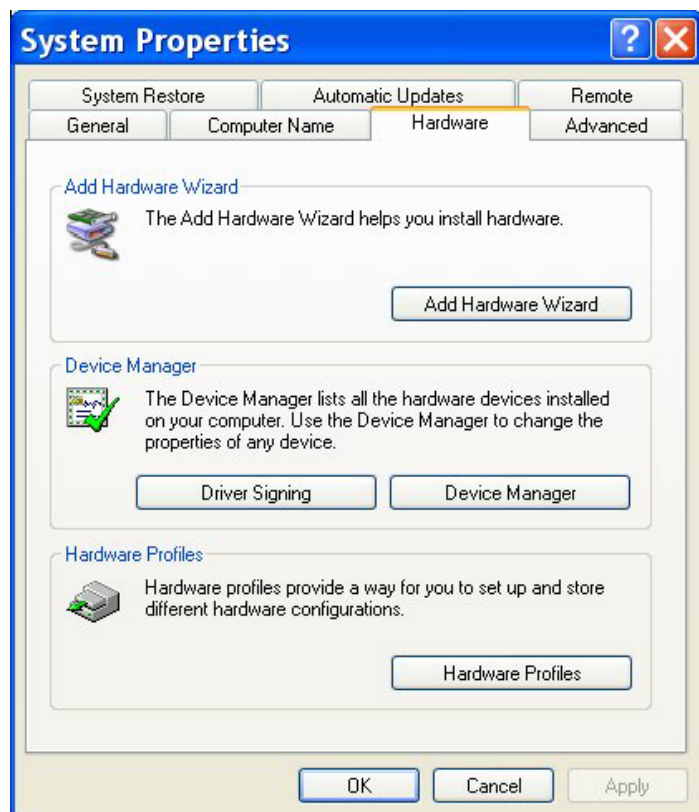 System Properties
System Restore
Automatic Updates
Remote
General
Computer Name
Hardware
Advanced
Add Hardware Wizard
The Add Hardware Wizard helps you install hardware.
Add Hardware Wizard
Device Manager
The Device Manager lists all the hardware devices installed
on your computer. Use the Device Manager to change the
properties of any device.
Driver Signing
Device Manager
Hardware Profiles
Hardware profiles provide a way for you to set up and store
different hardware configurations.
Hardware Profiles
OK
Cancel
Apply